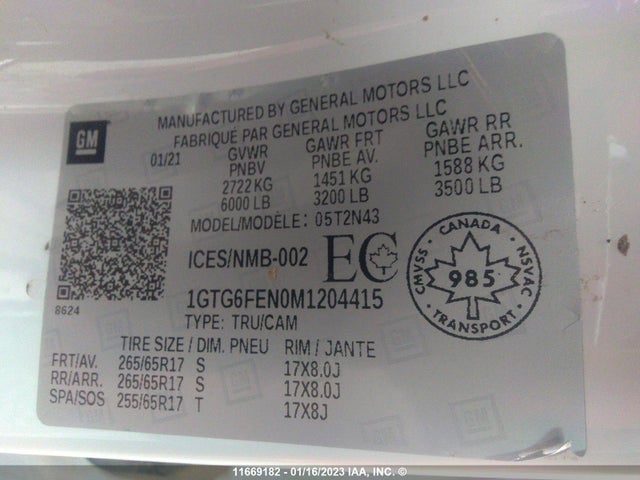 MANUFACTURED BY GENERAL MOTORS LLC
FABRIQUÉ PAR GENERAL MOTORS LLC
GM
01/21 GVWR GAWR FRT GAWR RR
PNBV PNBE AV. PNBE ARR.
2722 KG 1451 KG 1588 KG
6000 LB 3200 LB 3500 LB
MODEL/MODÈLE: 05T2N43
ICES/NMB-002 EC
CANADA
CMVSS 985 NSVAC
TRANSPORT
1GTG6FEN0M1204415
8624
TYPE: TRU/CAM
TIRE SIZE / DIM. PNEU RIM / JANTE
FRT/AV. 265/65R17 S 17X8.0J
RR/ARR. 265/65R17 S 17X8.0J
SPA/SOS 255/65R17 T 17X8J
11669182 - 01/16/2023 IAA, INC. ©